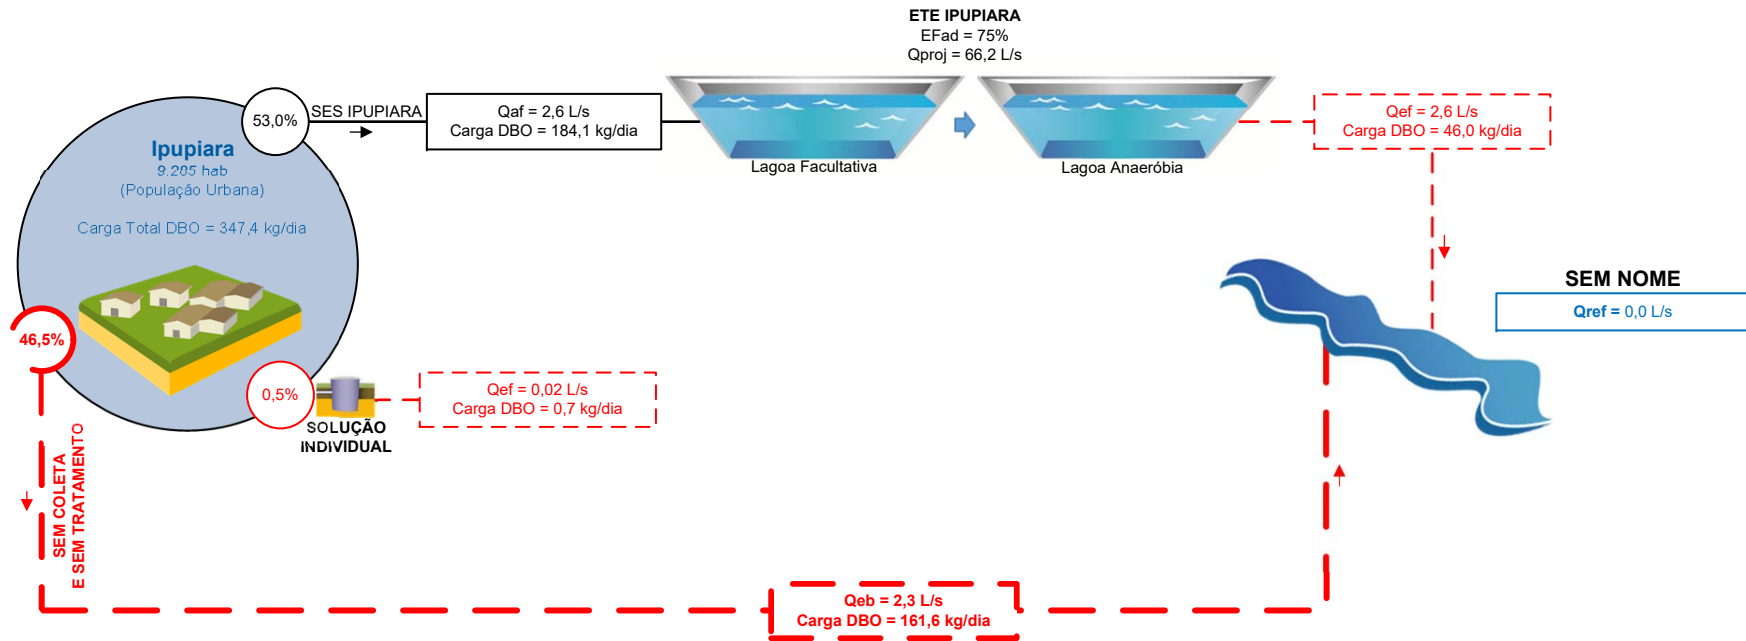 ETE IPUPIARA
EFad = 75%
Qproj = 66,2 L/s
53,0%
SES IPUPIARA
Qaf = 2,6 L/s
Carga DBO = 184,1 kg/dia
Lagoa Facultativa
Lagoa Anaeróbia
Qef = 2,6 L/s
Carga DBO = 46,0 kg/dia
Ipupiara
9.285 hab
(População Urbana)
Carga Total DBO = 347,4 kg/dia
SEM NOME
Qref = 0,0 L/s
46,5%
0,5%
SOLUÇÃO
INDIVIDUAL
Qef = 0,02 L/s
Carga DBO = 0,7 kg/dia
SEM COLETA
E SEM TRATAMENTO
Qeb = 2,3 L/s
Carga DBO = 161,6 kg/dia